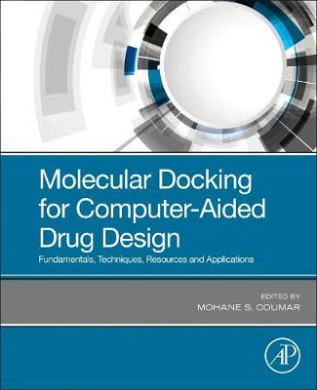 Molecular Docking
for Computer-Aided
Drug Design
Fundamentals, Techniques, Resources and Applications
EDITED BY
MOHANE S. COUMAR
AP